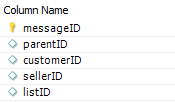 Column Name
messageID
parentID
customerID
sellerID
listID